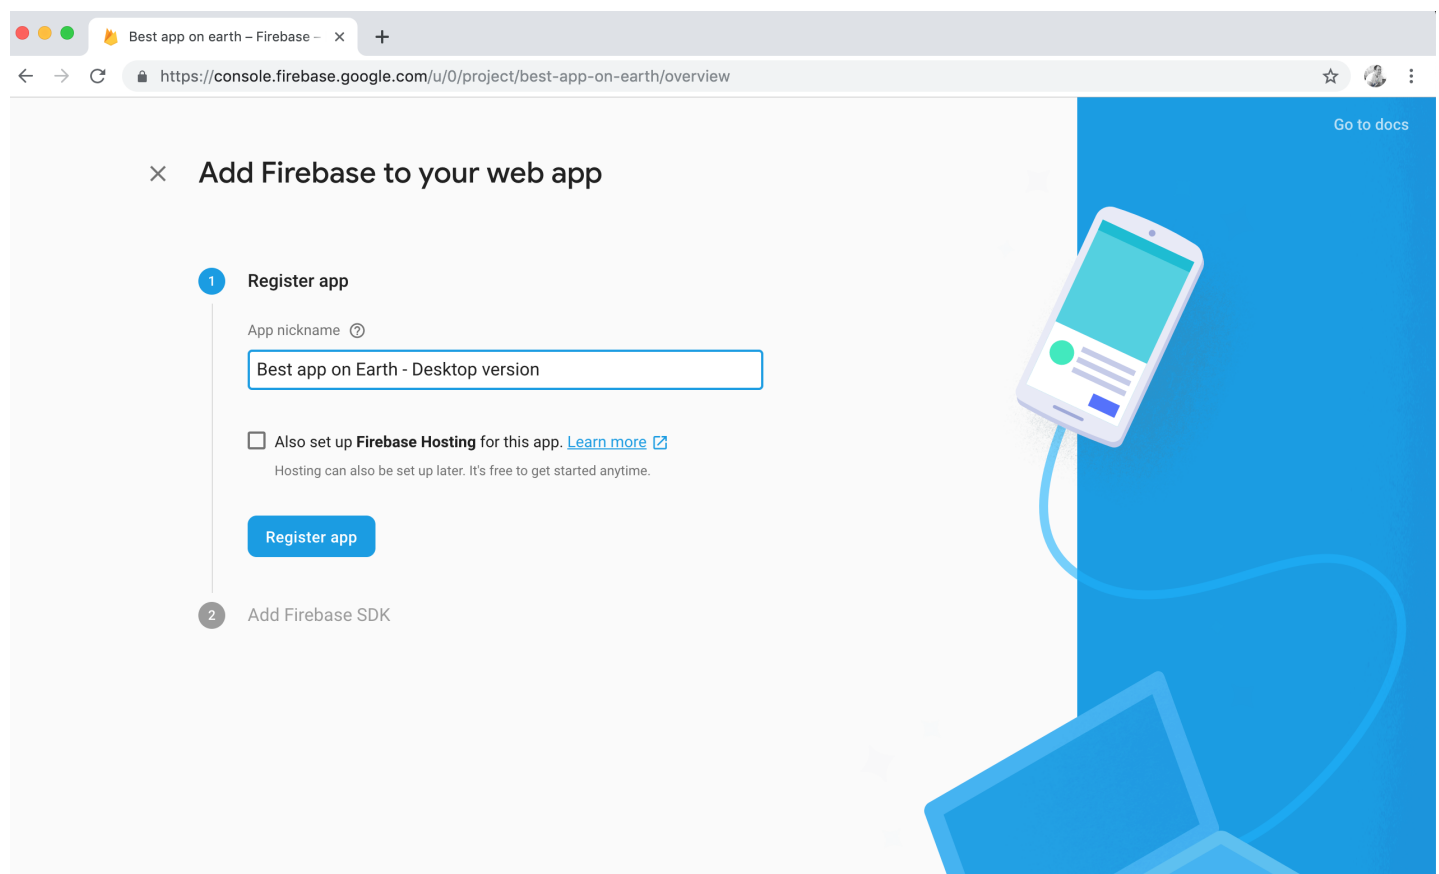 Best app on earth – Firebase –
https://console.firebase.google.com/u/0/project/best-app-on-earth/overview
Go to docs
Add Firebase to your web app
1 Register app
App nickname
Best app on Earth - Desktop version
Also set up Firebase Hosting for this app. Learn more
Hosting can also be set up later. It's free to get started anytime.
Register app
2 Add Firebase SDK